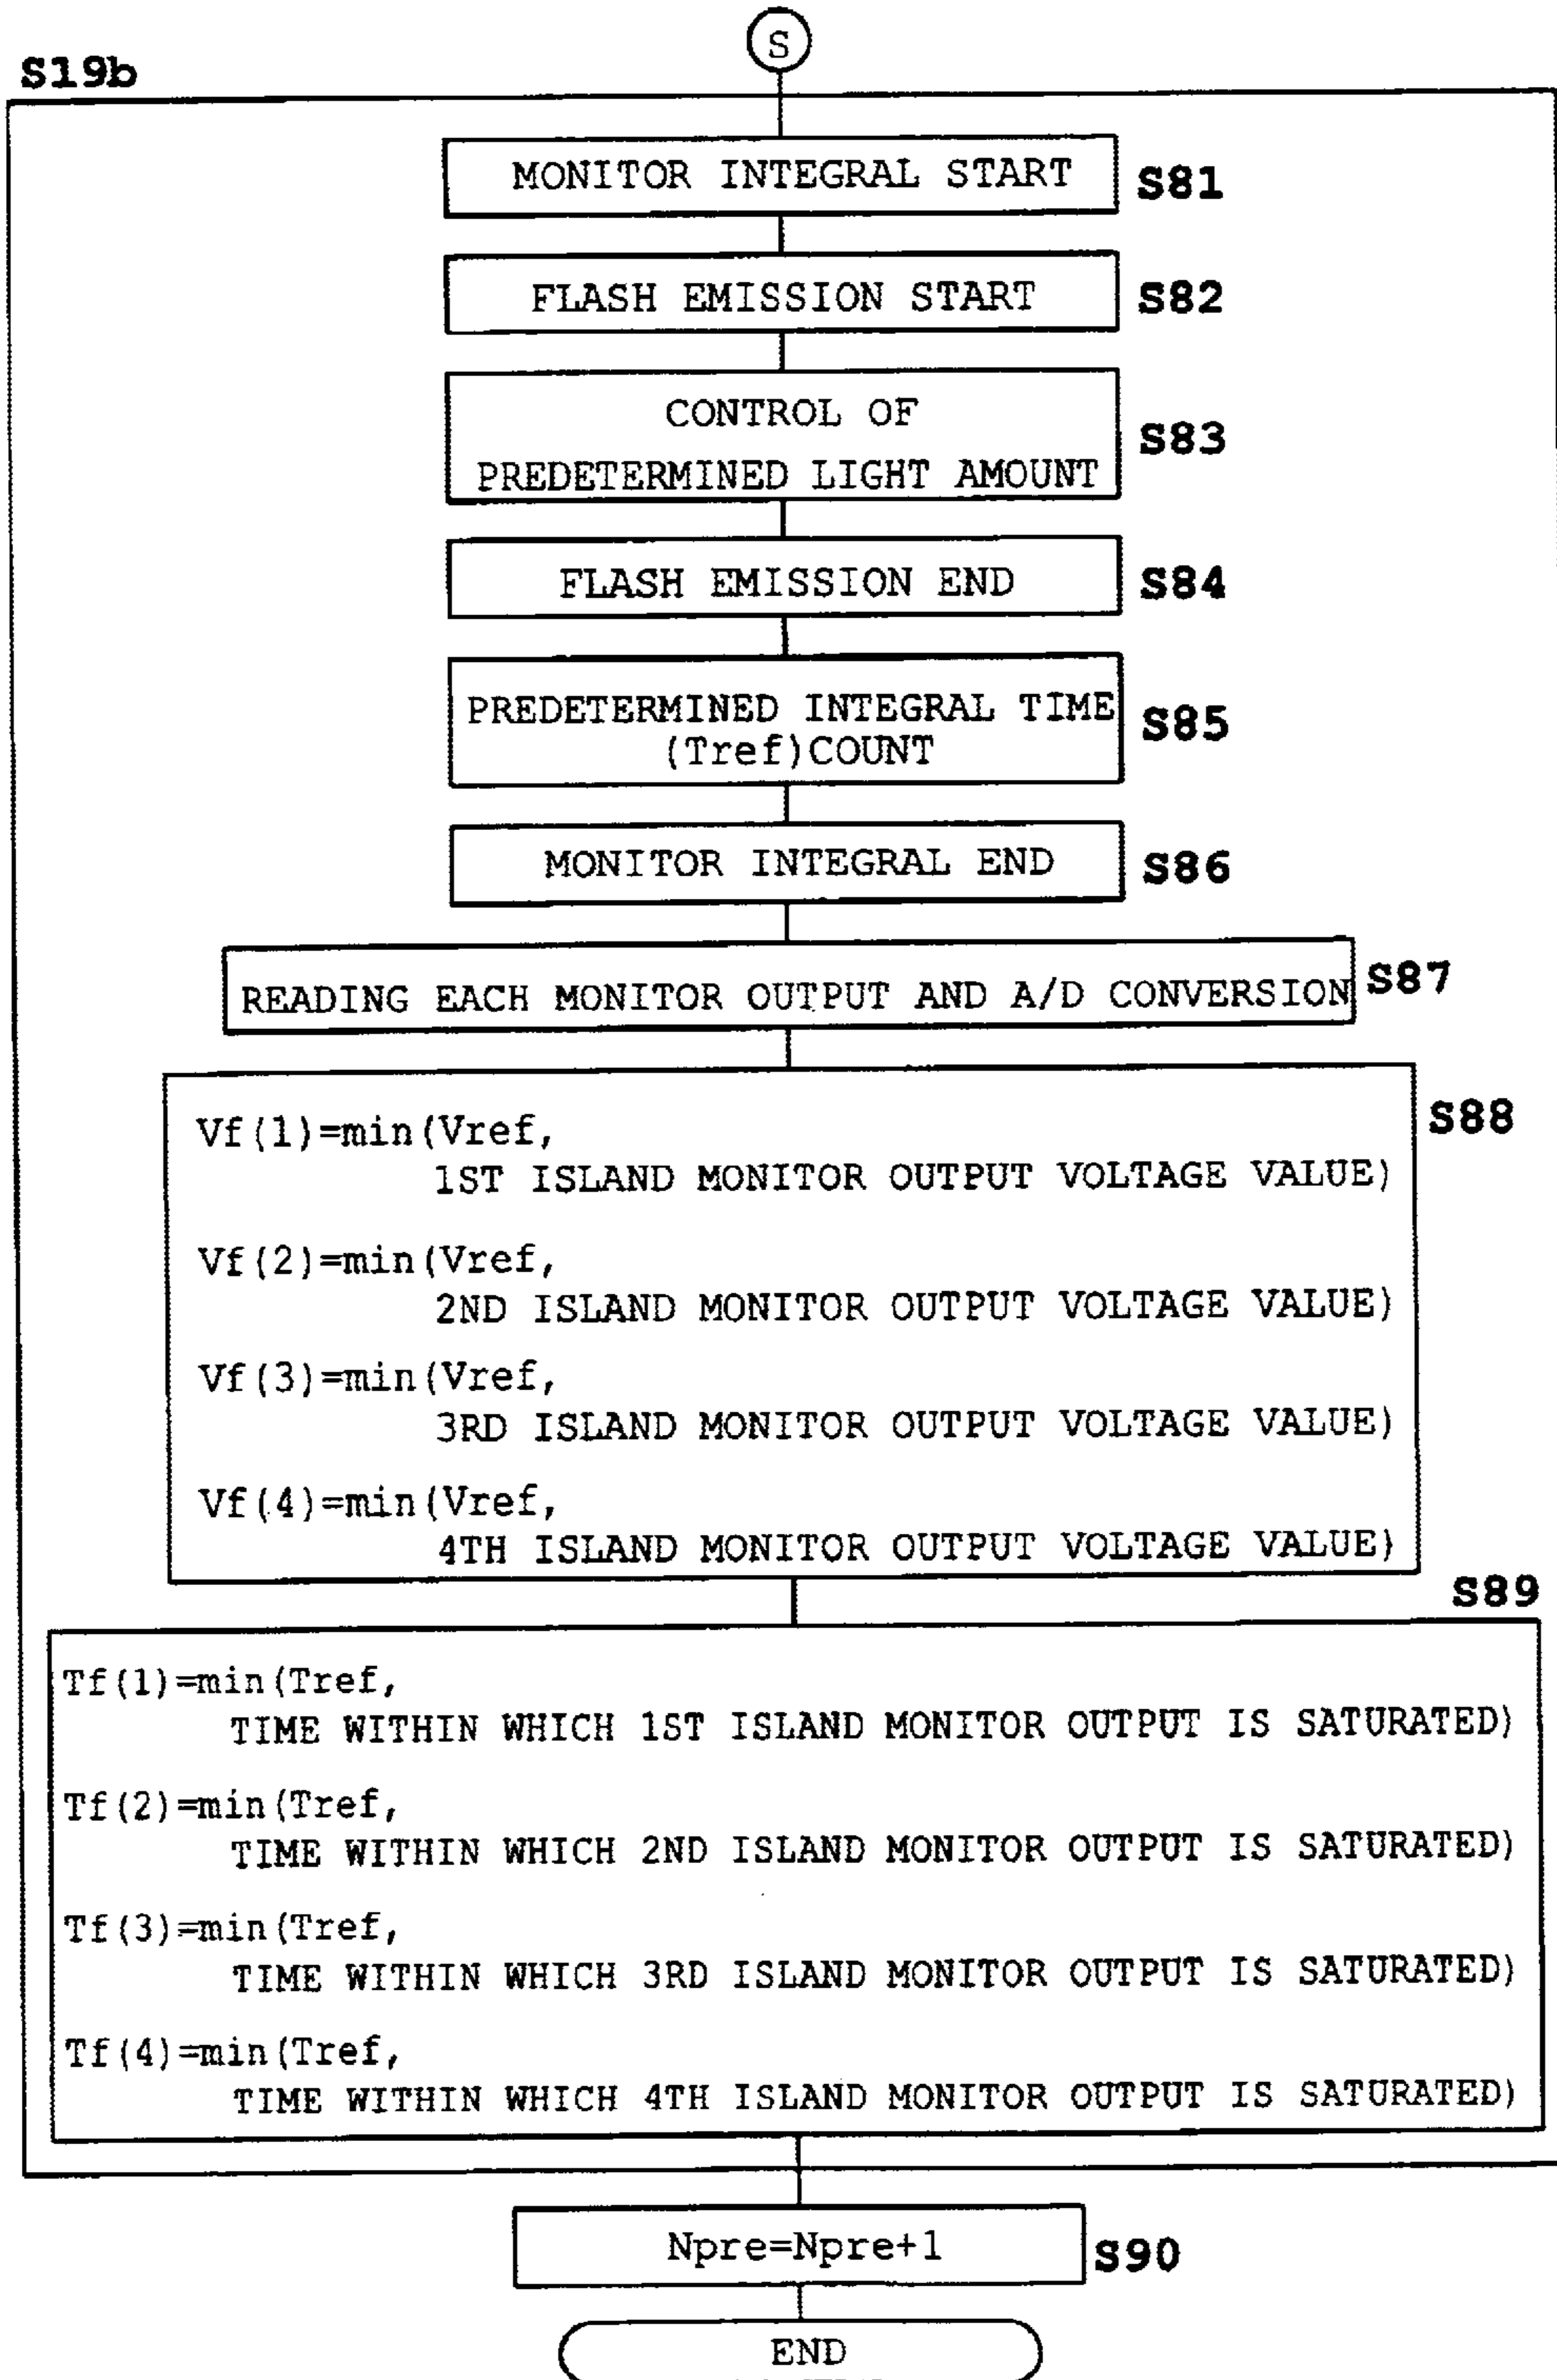 S
S19b
MONITOR INTEGRAL START
S81
FLASH EMISSION START
S82
CONTROL OF
PREDETERMINED LIGHT AMOUNT
S83
FLASH EMISSION END
S84
PREDETERMINED INTEGRAL TIME
(Tref)COUNT
S85
MONITOR INTEGRAL END
S86
READING EACH MONITOR OUTPUT AND A/D CONVERSION
S87
S88
Vf(1)=min(Vref,
1ST ISLAND MONITOR OUTPUT VOLTAGE VALUE)
Vf(2)=min(Vref,
2ND ISLAND MONITOR OUTPUT VOLTAGE VALUE)
Vf(3)=min(Vref,
3RD ISLAND MONITOR OUTPUT VOLTAGE VALUE)
Vf(4)=min(Vref,
4TH ISLAND MONITOR OUTPUT VOLTAGE VALUE)
S89
Tf(1)=min(Tref,
TIME WITHIN WHICH 1ST ISLAND MONITOR OUTPUT IS SATURATED)
Tf(2)=min(Tref,
TIME WITHIN WHICH 2ND ISLAND MONITOR OUTPUT IS SATURATED)
Tf(3)=min(Tref,
TIME WITHIN WHICH 3RD ISLAND MONITOR OUTPUT IS SATURATED)
Tf(4)=min(Tref,
TIME WITHIN WHICH 4TH ISLAND MONITOR OUTPUT IS SATURATED)
Npre=Npre+1
S90
END